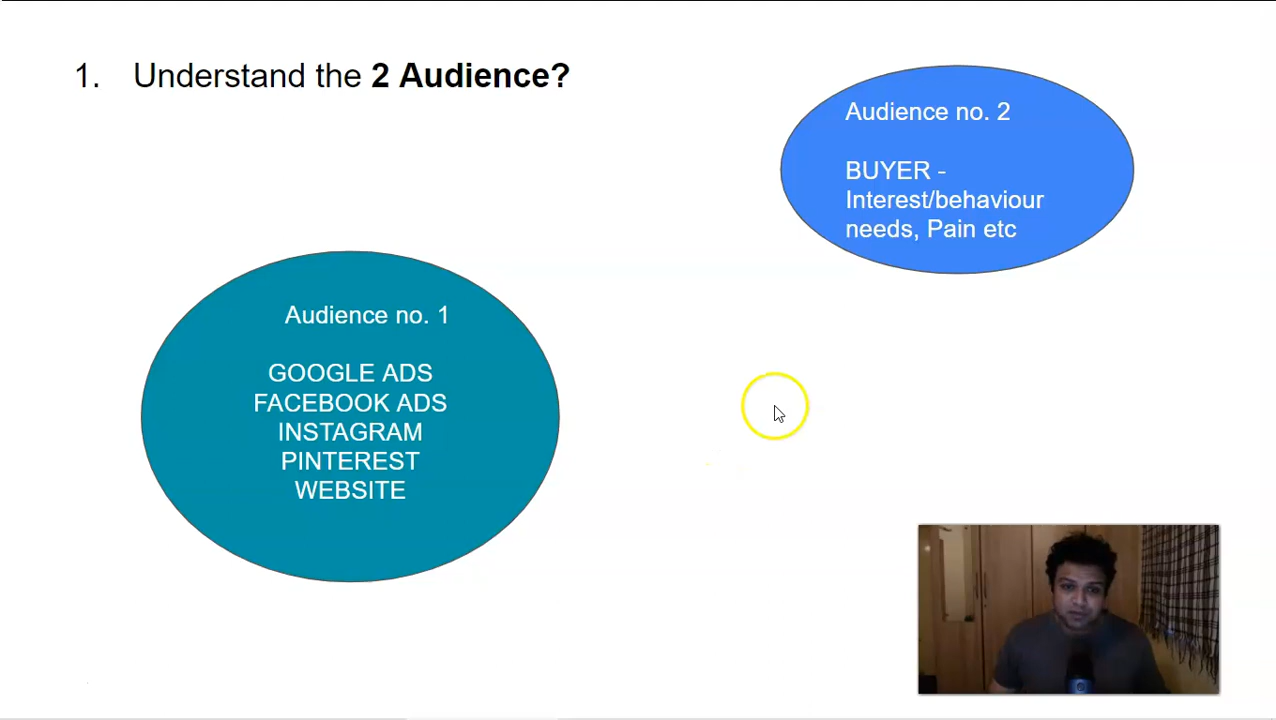 1. Understand the 2 Audience?
Audience no. 2
BUYER -
Interest/behaviour
needs, Pain etc
Audience no. 1
GOOGLE ADS
FACEBOOK ADS
INSTAGRAM
PINTEREST
WEBSITE